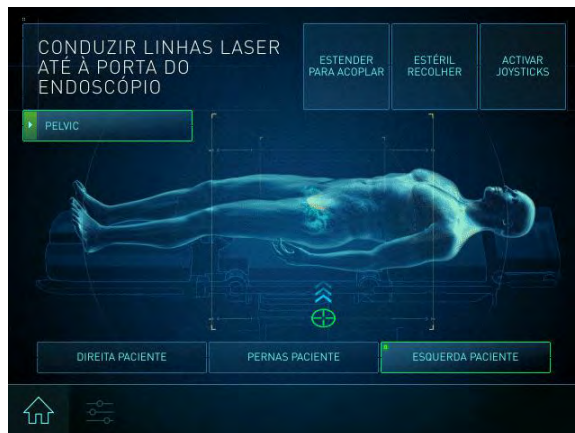 CONDUZIR LINHAS LASER
ATÉ À PORTA DO
ENDOSCÓPIO
ESTENDER
PARA ACOPLAR
ESTÉRIL
RECOLHER
ACTIVAR
JOYSTICKS
PELVIC
DIREITA PACIENTE
PERNAS PACIENTE
ESQUERDA PACIENTE